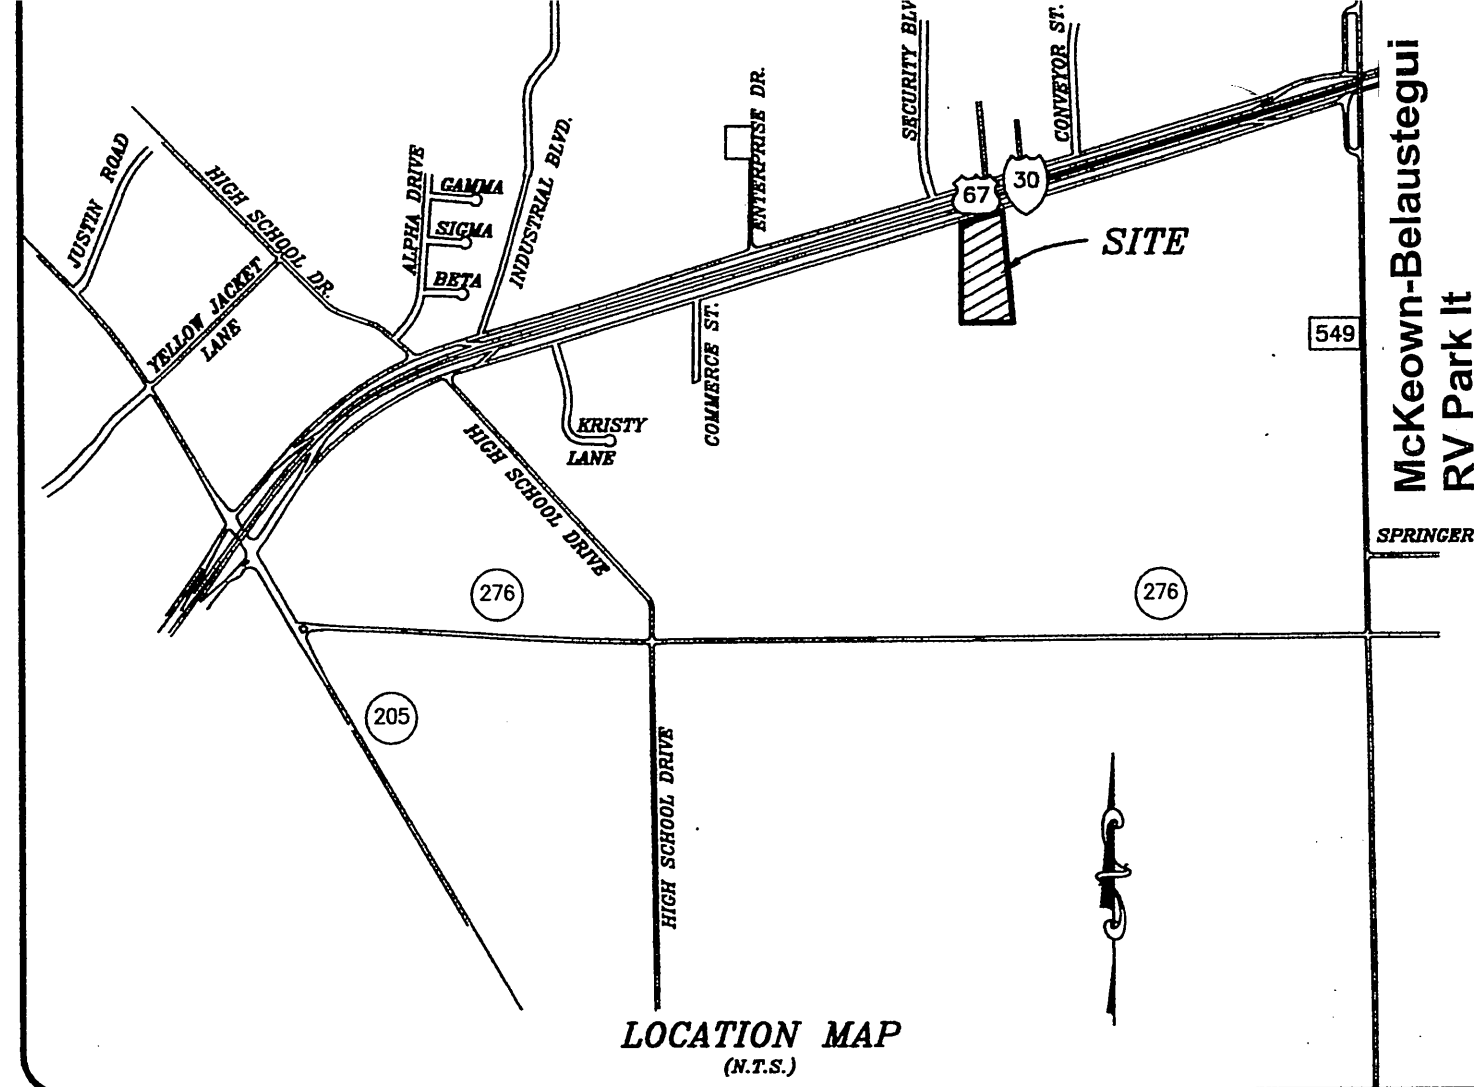 SECURITY BLV
CONVEYOR ST.
ENTERPRISE DR.
JUSTIN ROAD
HIGH SCHOOL DR.
ALPHA DRIVE
GAMMA
SIGMA
BETA
INDUSTRIAL BLVD.
67
30
SITE
YELLOW JACKET
LANE
COMMERCE ST.
549
KRISTY
LANE
HIGH SCHOOL DRIVE
SPRINGER
276
276
205
HIGH SCHOOL DRIVE
LOCATION MAP
(N.T.S.)
McKeown-Belaustegui
RV Park It